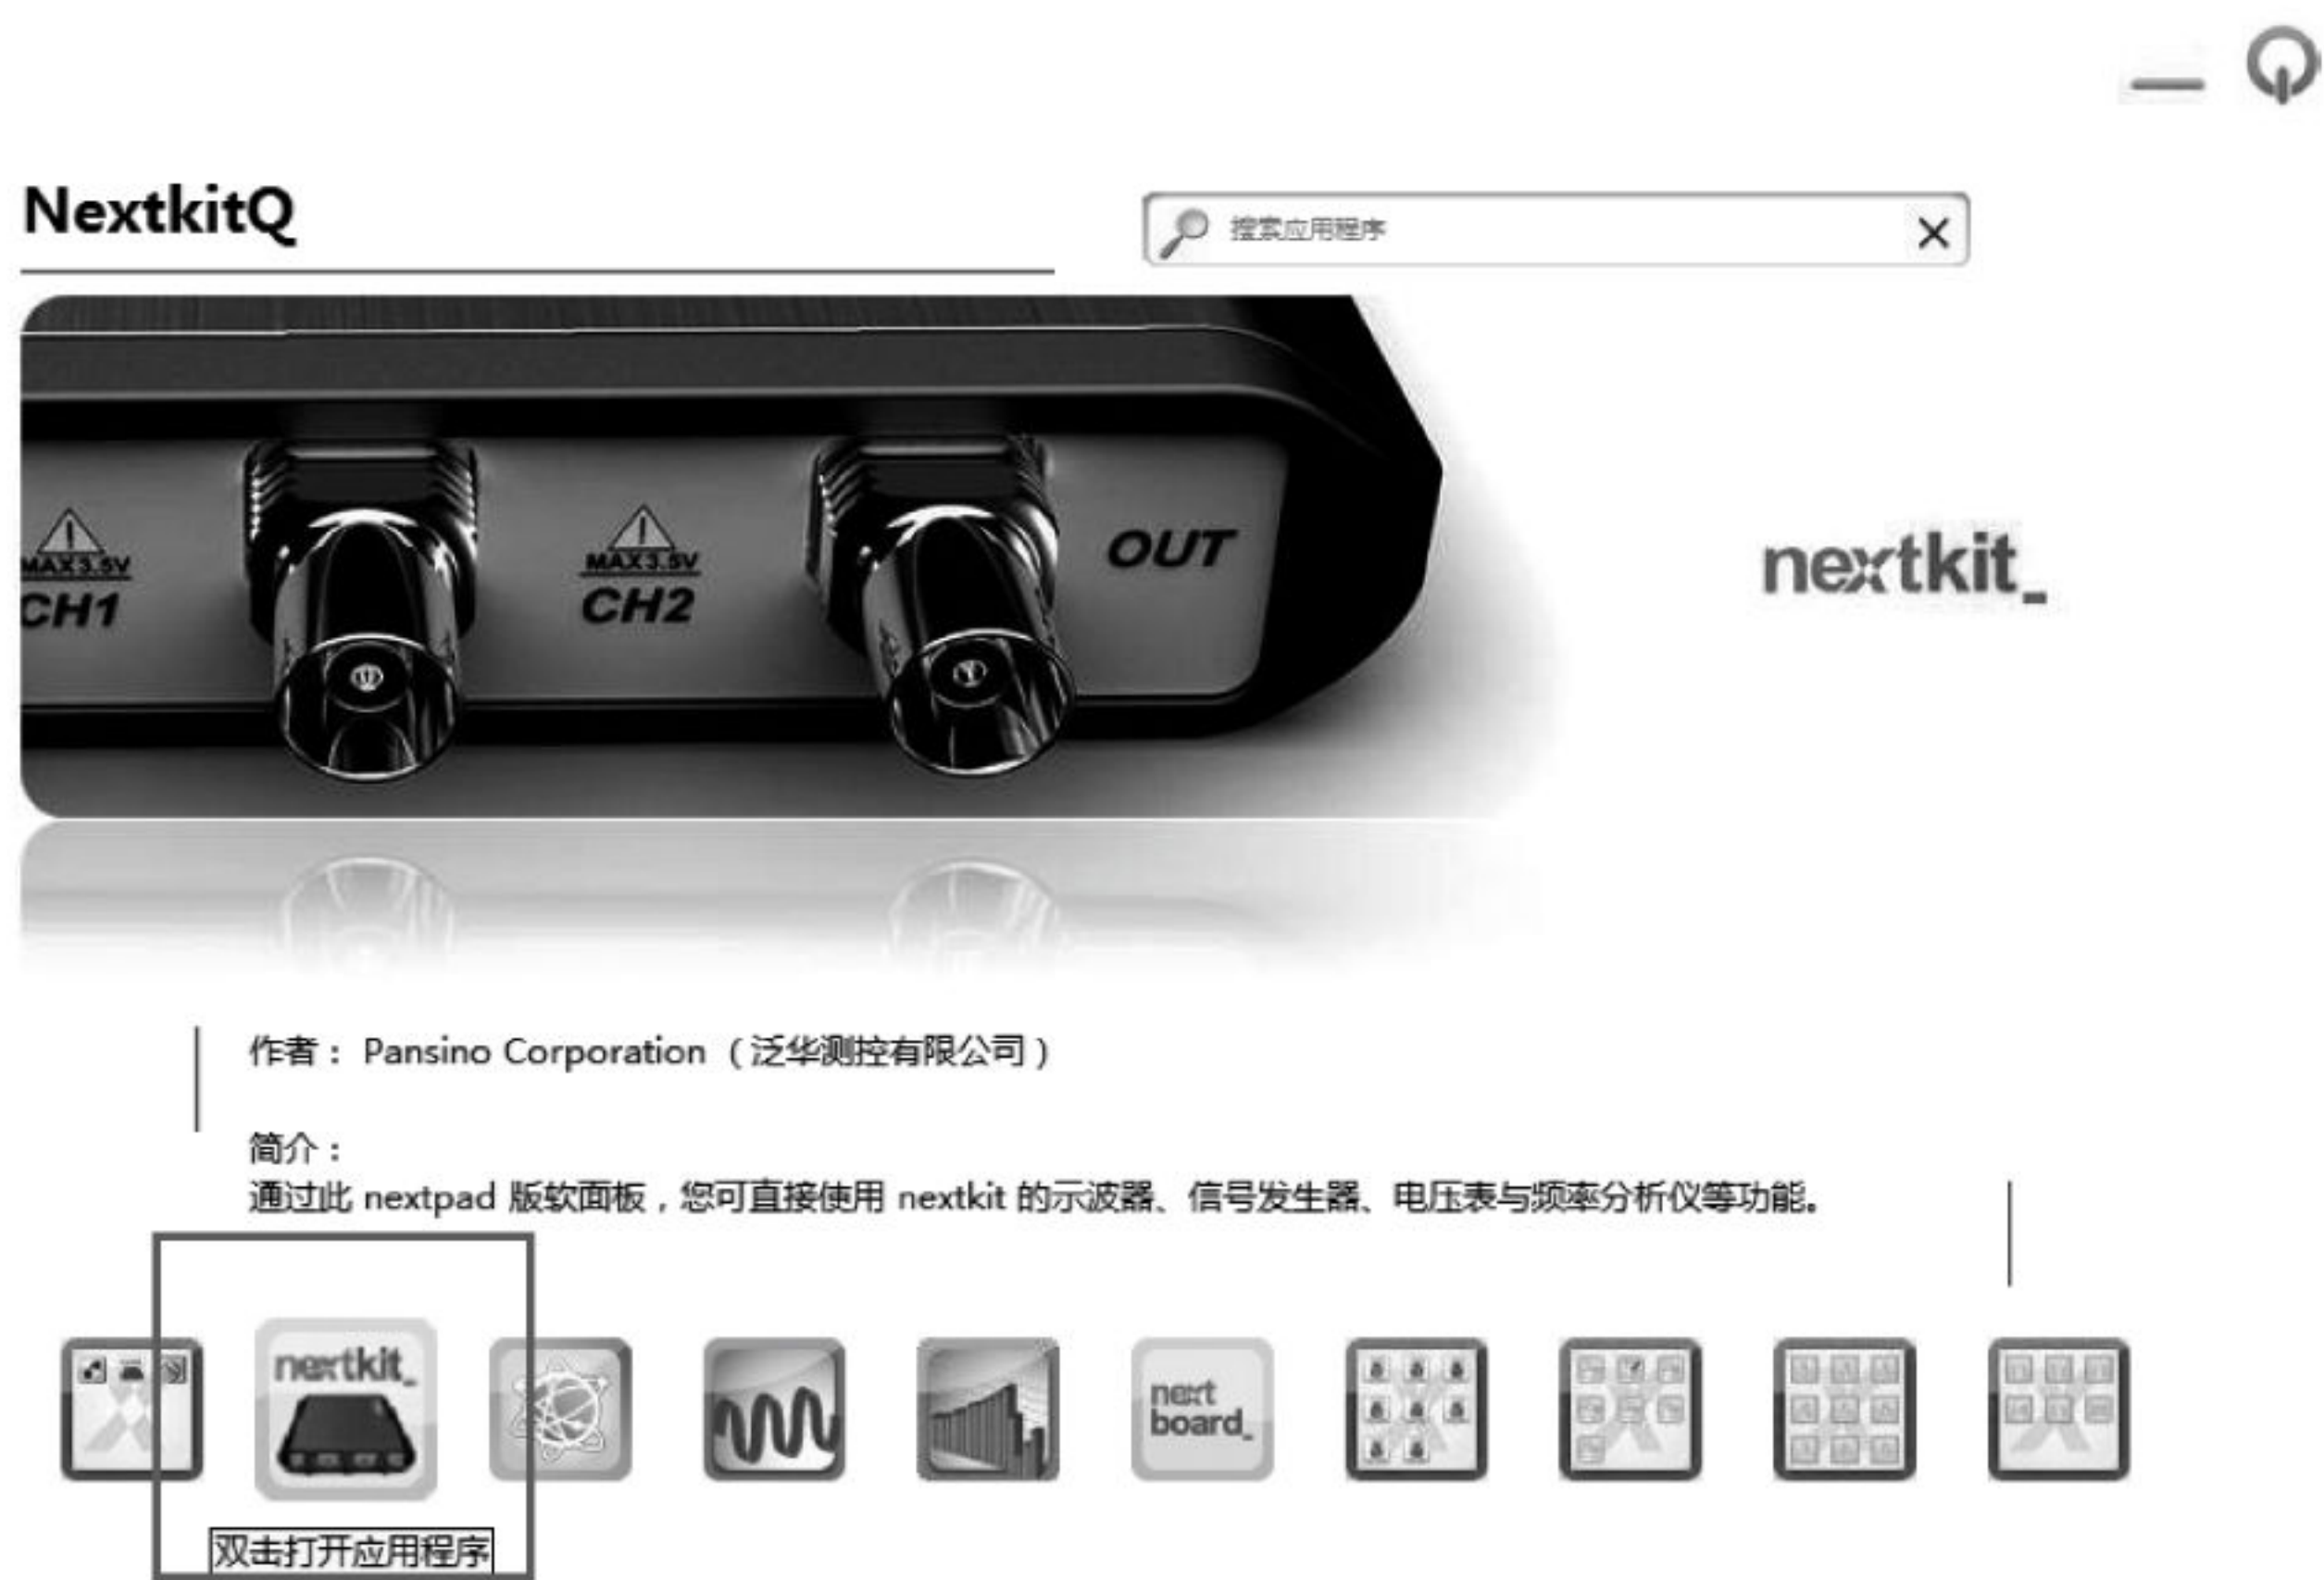 NextkitQ
搜索应用程序
MAX3.5V
CH1
MAX3.5V
CH2
OUT
nextkit_
作者： Pansino Corporation （泛华测控有限公司）
简介：
通过此 nextpad 版软面板，您可直接使用 nextkit 的示波器、信号发生器、电压表与频率分析仪等功能。
nextkit_
next
board_
双击打开应用程序